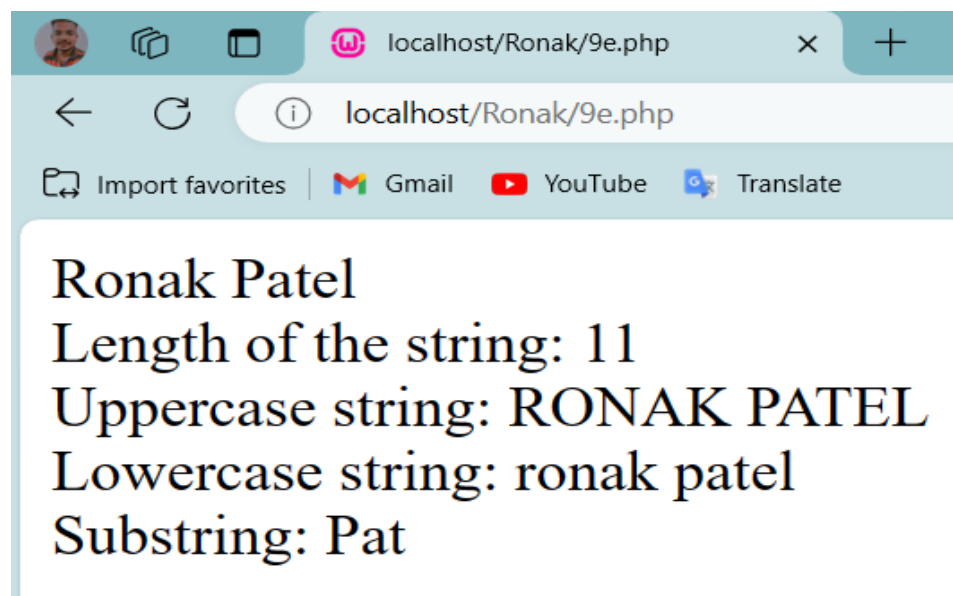 localhost/Ronak/9e.php
localhost/Ronak/9e.php
Import favorites Gmail YouTube Translate
Ronak Patel
Length of the string: 11
Uppercase string: RONAK PATEL
Lowercase string: ronak patel
Substring: Pat